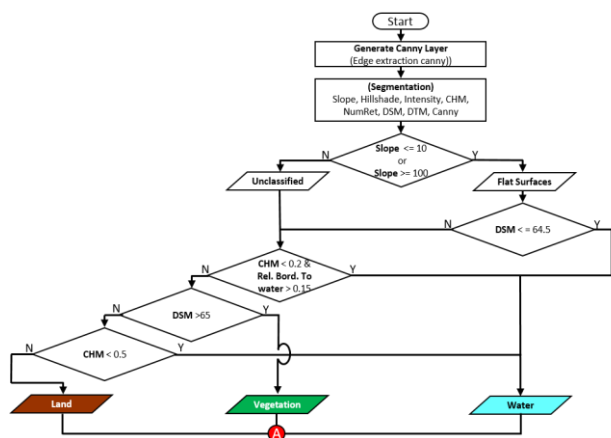 Start
Generate Canny Layer
(Edge extraction canny))
(Segmentation)
Slope, Hillshade, Intensity, CHM,
NumRet, DSM, DTM, Canny
N
Slope <= 10
Y
or
Slope >= 100
Unclassified
Flat Surfaces
N
DSM < = 64.5
Y
N
CHM < 0.2 &
Y
Rel. Bord. To
water > 0.15
N
DSM >65
Y
N
CHM < 0.5
Y
Land
Vegetation
Water
A